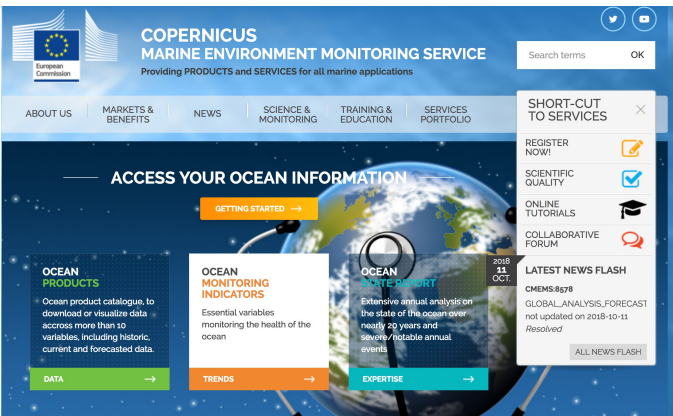 European
Commission
COPERNICUS
MARINE ENVIRONMENT MONITORING SERVICE
Providing PRODUCTS and SERVICES for all marine applications
Search terms OK
ABOUT US
MARKETS &
BENEFITS
NEWS
SCIENCE &
MONITORING
TRAINING &
EDUCATION
SERVICES
PORTFOLIO
SHORT-CUT
TO SERVICES
REGISTER
NOW!
SCIENTIFIC
QUALITY
ONLINE
TUTORIALS
COLLABORATIVE
FORUM
2018
11
OCT.
LATEST NEWS FLASH
CMEMS:8578
GLOBAL_ANALYSIS_FORECAST
not updated on 2018-10-11
Resolved
ALL NEWS FLASH
ACCESS YOUR OCEAN INFORMATION
GETTING STARTED →
OCEAN
PRODUCTS
Ocean product catalogue, to
download or visualize data
accross more than 10
variables, including historic,
current and forecasted data.
DATA →
OCEAN
MONITORING
INDICATORS
Essential variables
monitoring the health of the
ocean
TRENDS →
OCEAN
STATE REPORT
Extensive annual analysis on
the state of the ocean over
nearly 20 years and
severe/notable annual
events
EXPERTISE →